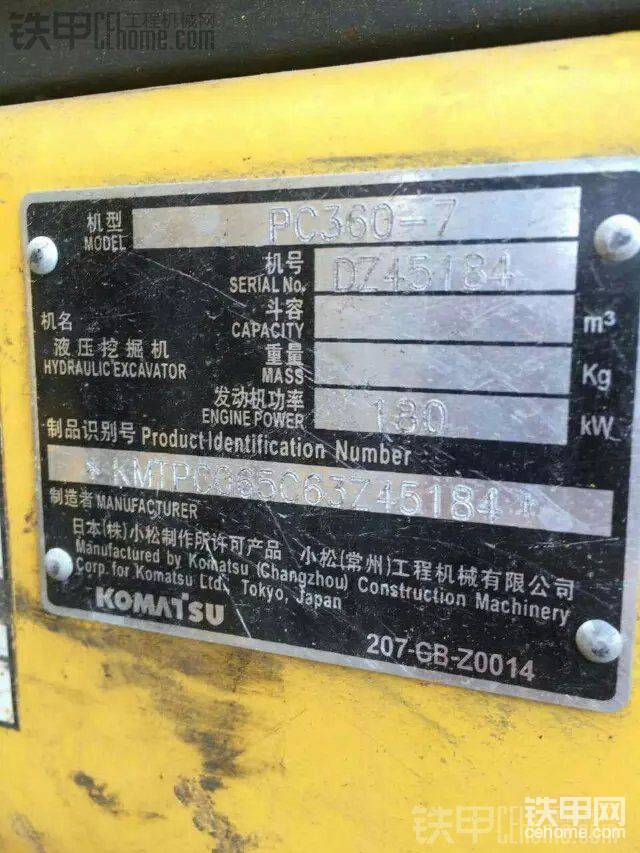 铁甲 工程机械网
CEhome.com
机型 PC360-7
MODEL
机号 DZ45184
SERIAL No.
斗容
CAPACITY m³
机名
液压挖掘机
HYDRAULIC EXCAVATOR
重量
MASS Kg
发动机功率 180 kW
ENGINE POWER
制品识别号 Product Identification Number
*KMTPC065C63Z45184*
制造者 MANUFACTURER
日本(株)小松制作所许可产品 小松(常州)工程机械有限公司
Manufactured by Komatsu (Changzhou) Construction Machinery
Corp. for Komatsu Ltd. Tokyo, Japan
KOMATSU
207-GB-Z0014
铁甲网
cehome.com